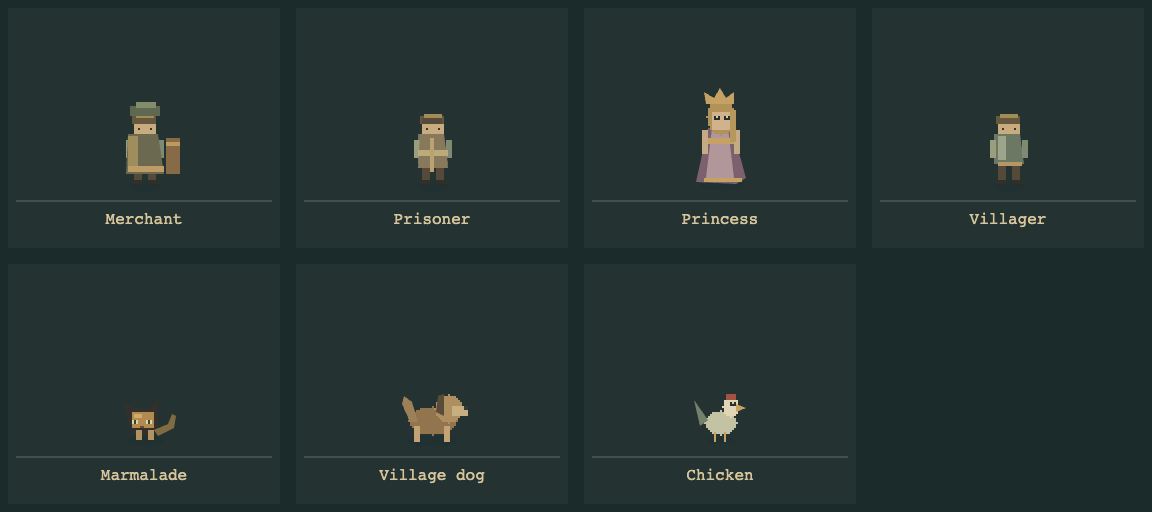 Merchant
Prisoner
Princess
Villager
Marmalade
Village dog
Chicken